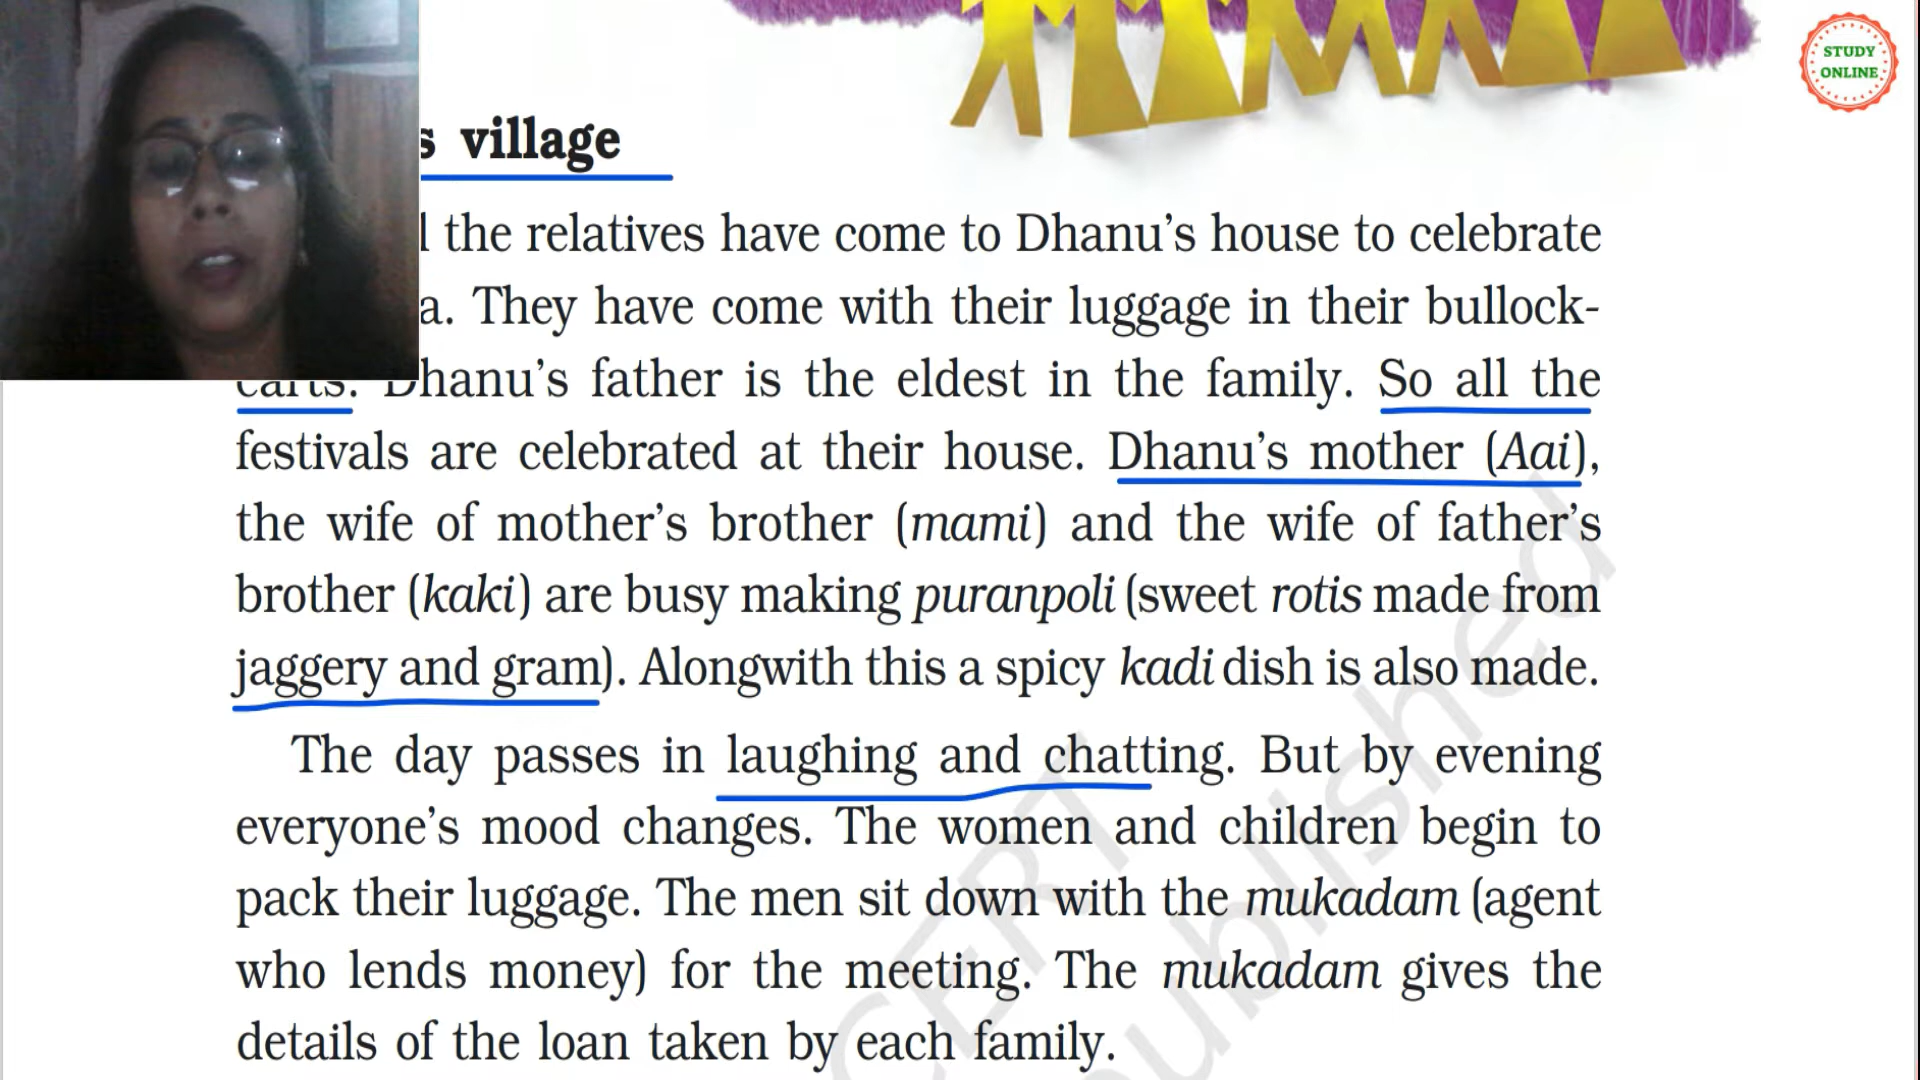 STUDY
ONLINE
s village
the relatives have come to Dhanu’s house to celebrate
a. They have come with their luggage in their bullock-
carts. Dhanu’s father is the eldest in the family. So all the
festivals are celebrated at their house. Dhanu’s mother (Aai),
the wife of mother’s brother (mami) and the wife of father’s
brother (kaki) are busy making puranpoli (sweet rotis made from
jaggery and gram). Alongwith this a spicy kadi dish is also made.
The day passes in laughing and chatting. But by evening
everyone’s mood changes. The women and children begin to
pack their luggage. The men sit down with the mukadam (agent
who lends money) for the meeting. The mukadam gives the
details of the loan taken by each family.
CERT
published